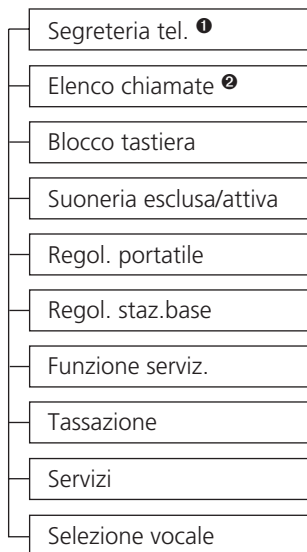 Segreteria tel. ❶
Elenco chiamate ❷
Blocco tastiera
Suoneria esclusa/attiva
Regol. portatile
Regol. staz.base
Funzione serviz.
Tassazione
Servizi
Selezione vocale